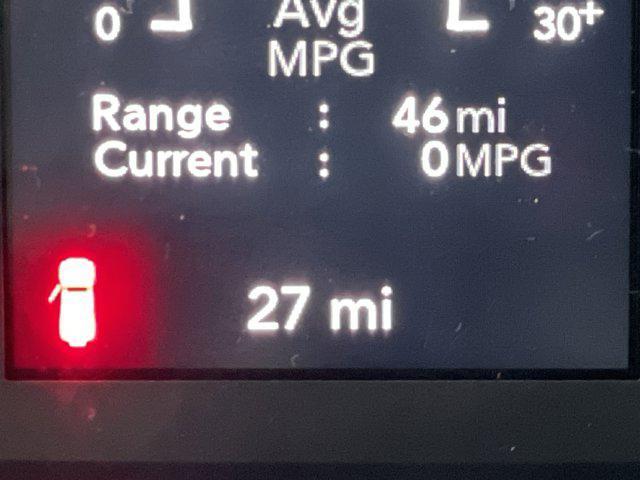 0 Avg 30+
MPG
Range : 46 mi
Current : 0 MPG
27 mi